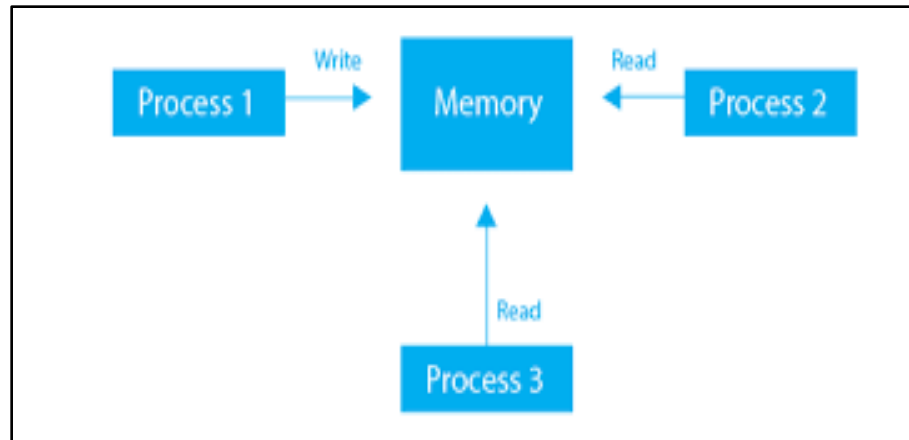 Write
Read
Process 1
Memory
Process 2
Read
Process 3